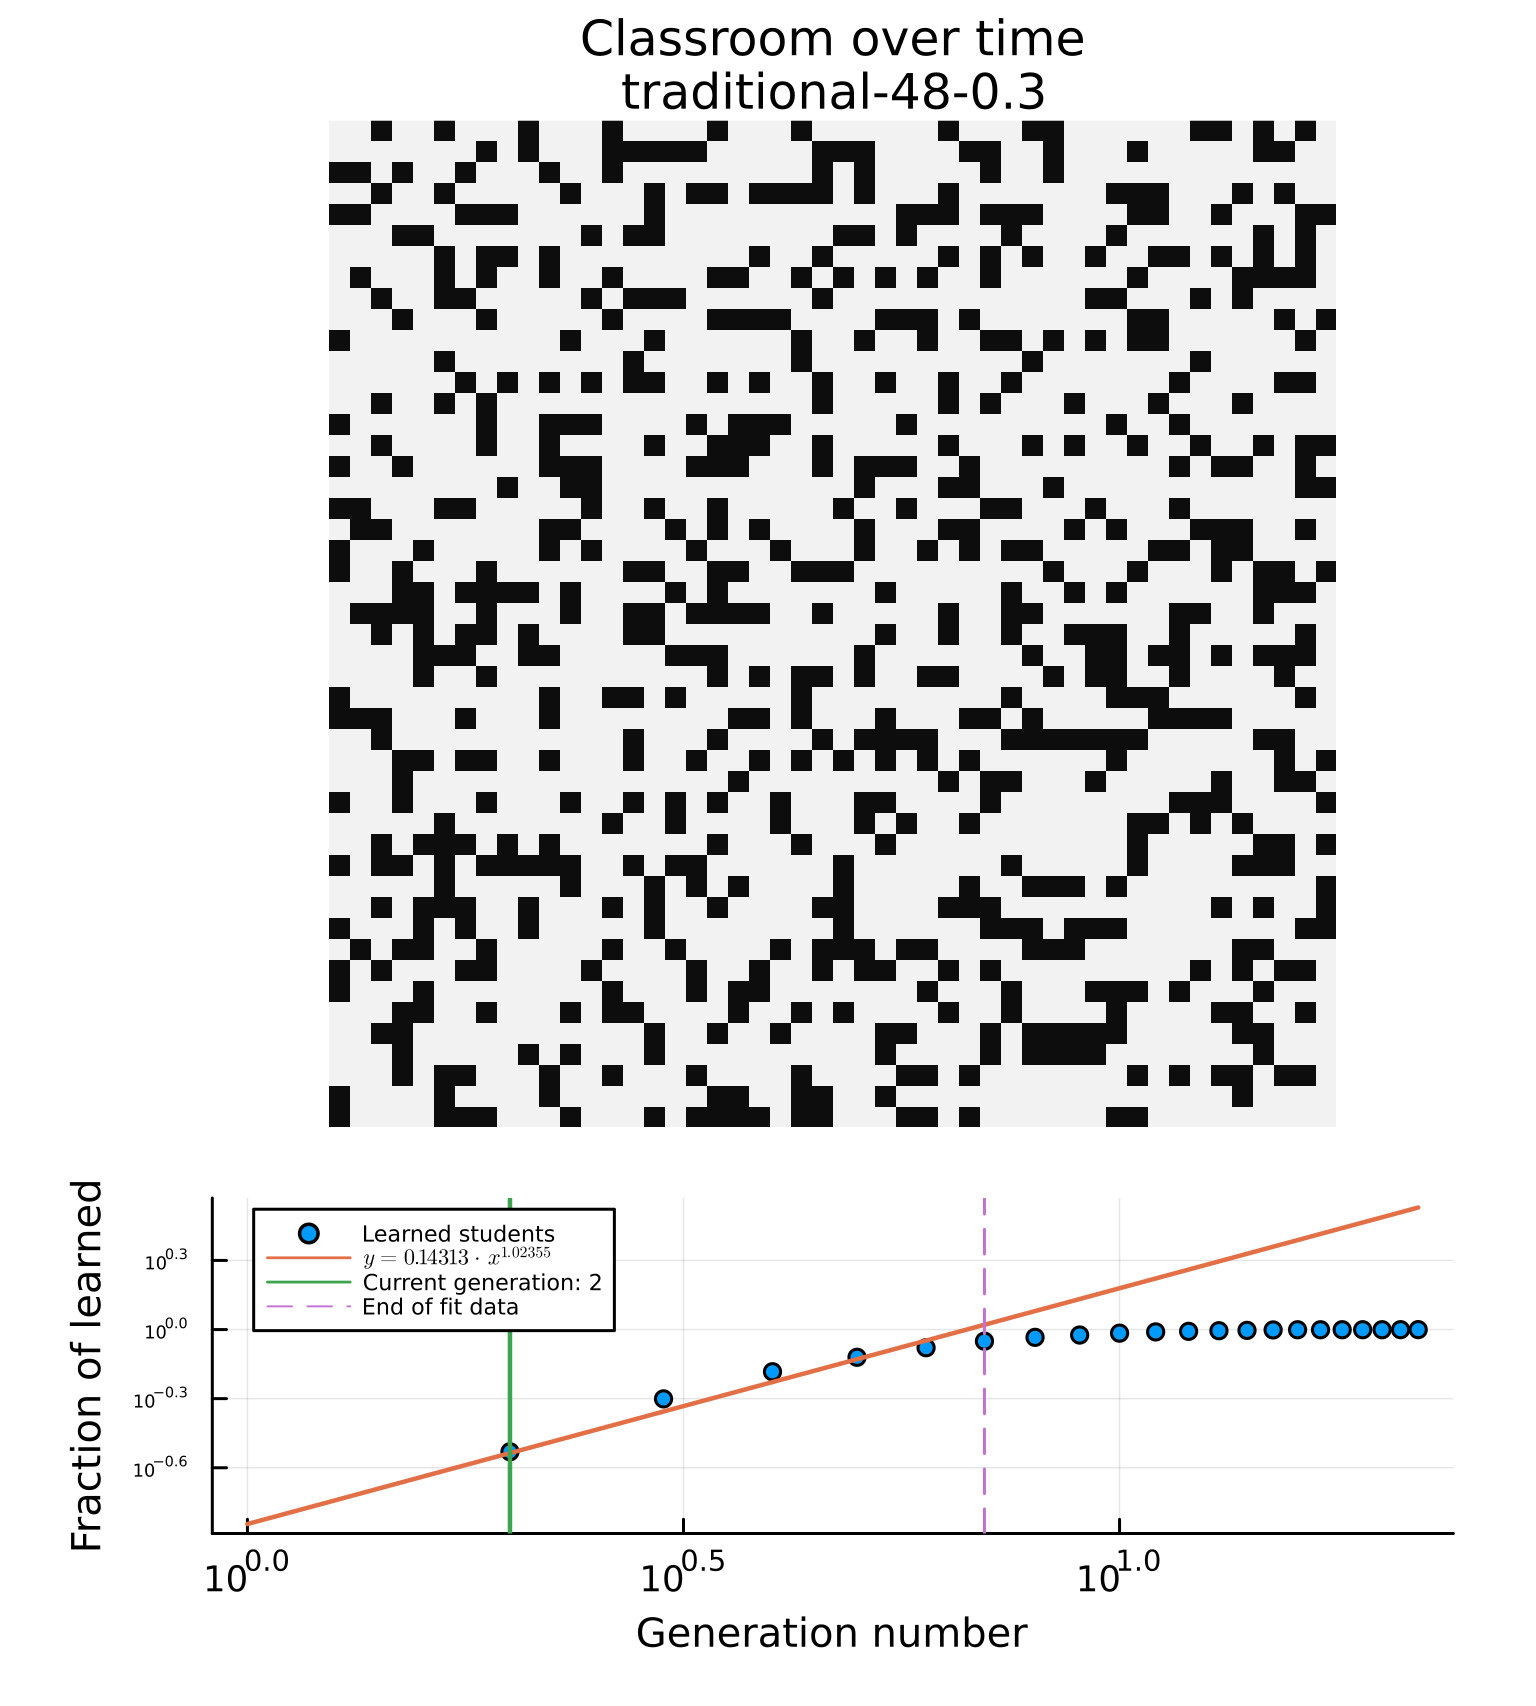 Classroom over time
traditional-48-0.3
Fraction of learned
10^0.3
10^0.0
10^−0.3
10^−0.6
Learned students
y = 0.14313 · x^1.02355
Current generation: 2
End of fit data
10^0.0 10^0.5 10^1.0
Generation number